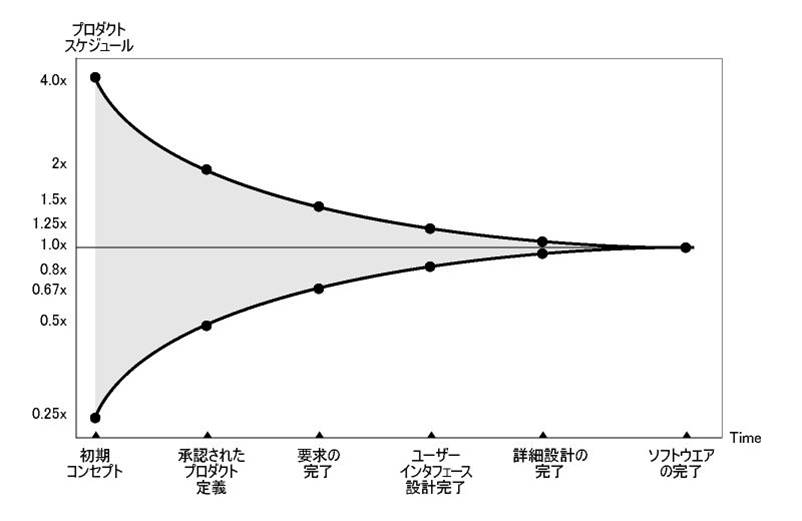 プロダクト
スケジュール
4.0x
2x
1.5x
1.25x
1.0x
0.8x
0.67x
0.5x
0.25x
Time
初期
コンセプト
承認された
プロダクト
定義
要求の
完了
ユーザー
インタフェース
設計完了
詳細設計の
完了
ソフトウエア
の完了